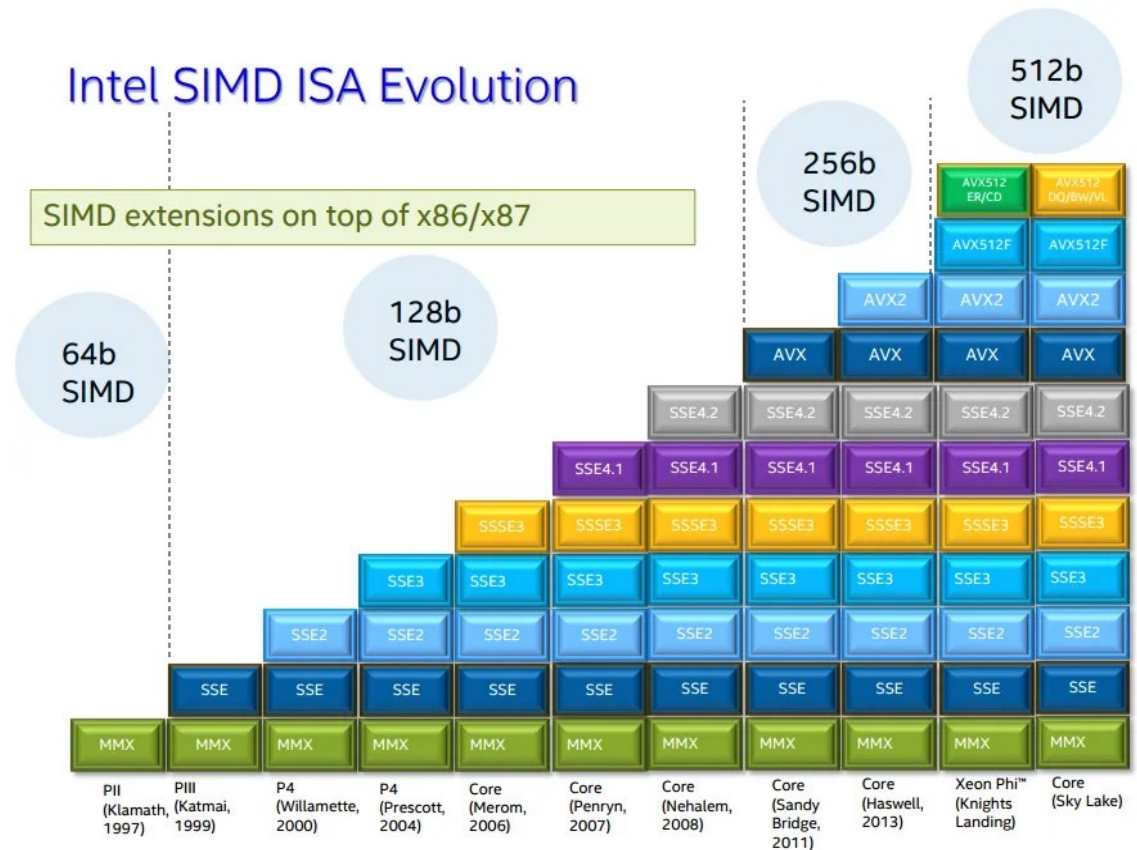 Intel SIMD ISA Evolution
512b
SIMD
256b
SIMD
SIMD extensions on top of x86/x87
128b
SIMD
64b
SIMD
AVX512
ER/CD
AVX512
DQ/BW/VL
AVX512F
AVX512F
AVX2
AVX2
AVX2
AVX
AVX
AVX
AVX
SSE4.2
SSE4.2
SSE4.2
SSE4.2
SSE4.2
SSE4.1
SSE4.1
SSE4.1
SSE4.1
SSE4.1
SSE4.1
SSSE3
SSSE3
SSSE3
SSSE3
SSSE3
SSSE3
SSSE3
SSE3
SSE3
SSE3
SSE3
SSE3
SSE3
SSE3
SSE3
SSE2
SSE2
SSE2
SSE2
SSE2
SSE2
SSE2
SSE2
SSE2
SSE
SSE
SSE
SSE
SSE
SSE
SSE
SSE
SSE
SSE
MMX
MMX
MMX
MMX
MMX
MMX
MMX
MMX
MMX
MMX
MMX
PII
(Klamath,
1997)
PIII
(Katmai,
1999)
P4
(Willamette,
2000)
P4
(Prescott,
2004)
Core
(Merom,
2006)
Core
(Penryn,
2007)
Core
(Nehalem,
2008)
Core
(Sandy
Bridge,
2011)
Core
(Haswell,
2013)
Xeon Phi™
(Knights
Landing)
Core
(Sky Lake)